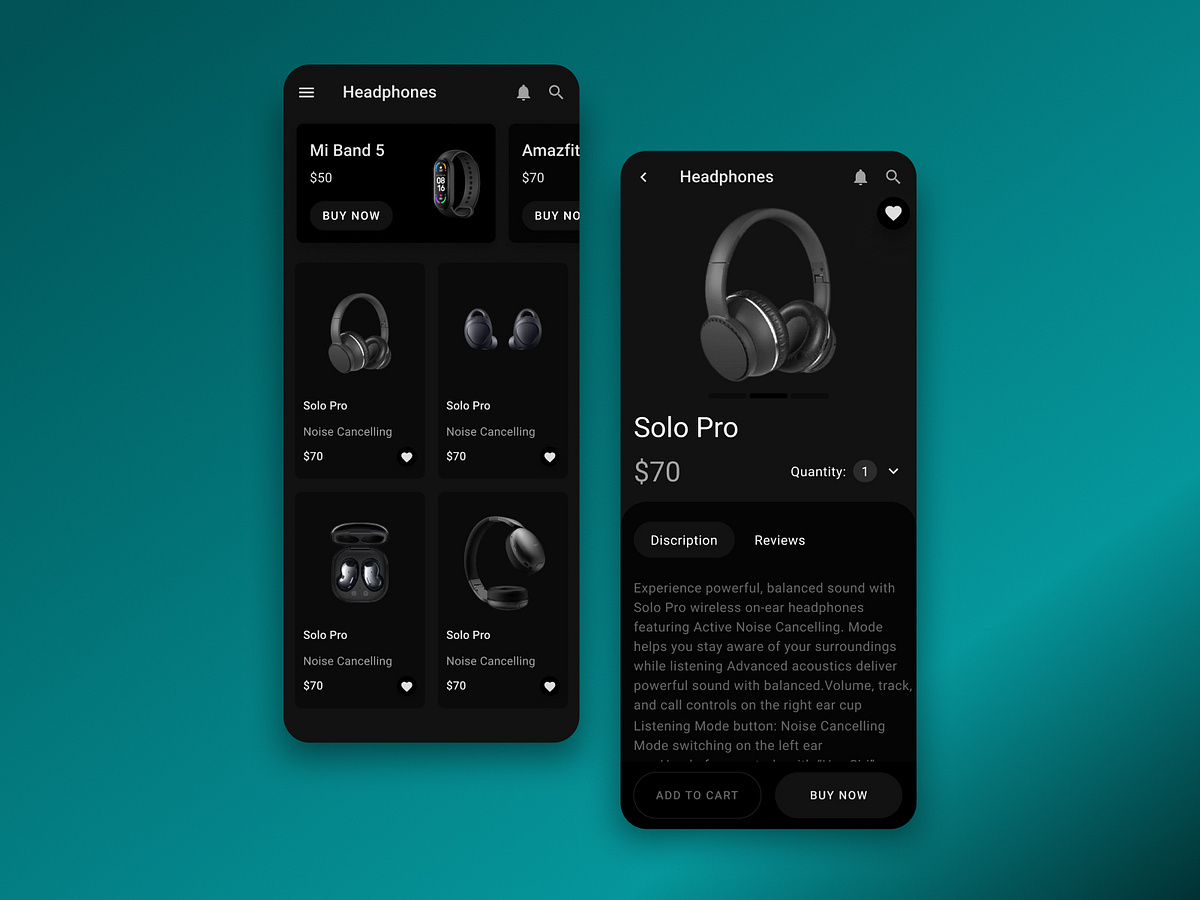 Headphones
Mi Band 5
$50
BUY NOW
08
16
Amazfit
$70
BUY NO
Solo Pro
Noise Cancelling
$70
Solo Pro
Noise Cancelling
$70
Solo Pro
Noise Cancelling
$70
Solo Pro
Noise Cancelling
$70
Headphones
Solo Pro
$70
Quantity: 1
Discription
Reviews
Experience powerful, balanced sound with
Solo Pro wireless on-ear headphones
featuring Active Noise Cancelling. Mode
helps you stay aware of your surroundings
while listening Advanced acoustics deliver
powerful sound with balanced.Volume, track,
and call controls on the right ear cup
Listening Mode button: Noise Cancelling
Mode switching on the left ear
ADD TO CART
BUY NOW